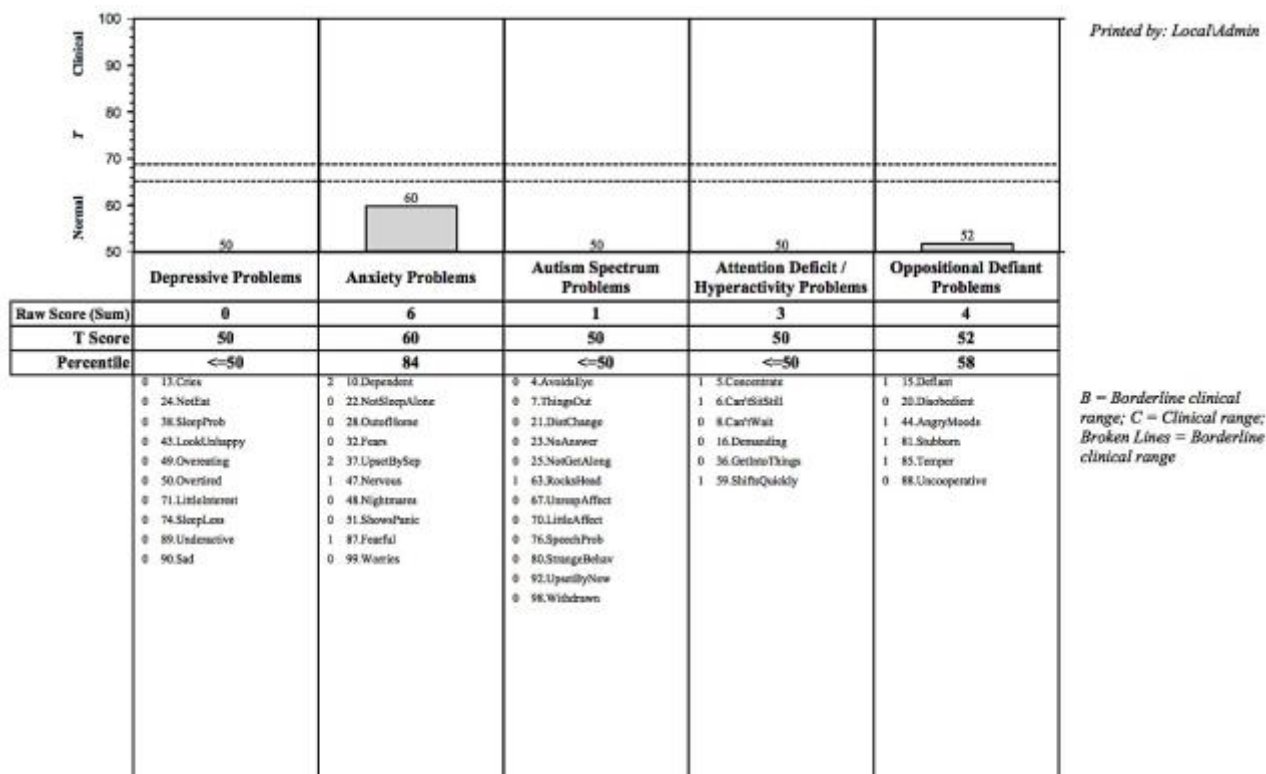 Printed by: Local\Admin
Clinical
T
Normal
100
90
80
70
60
50
50
60
50
50
52
Depressive Problems
Anxiety Problems
Autism Spectrum
Problems
Attention Deficit /
Hyperactivity Problems
Oppositional Defiant
Problems
Raw Score (Sum) 0 6 1 3 4
T Score 50 60 50 50 52
Percentile <=50 84 <=50 <=50 58
0 13.Cries
0 24.NotEat
0 38.SleepProb
0 43.LookUnhappy
0 49.Overeating
0 50.Overtired
0 71.LittleInterest
0 74.SleepLess
0 89.Underactive
0 90.Sad
2 10.Dependent
0 22.NotSleepAlone
0 28.OutofHome
0 32.Fears
2 37.UpsetBySep
1 47.Nervous
0 48.Nightmares
0 51.ShowsPanic
1 87.Fearful
0 99.Worries
0 4.AvoidsEye
0 7.ThingsOut
0 21.DistChange
0 23.NoAnswer
0 25.NotGetAlong
1 63.RocksHead
0 67.UnrespAffect
0 70.LittleAffect
0 76.SpeechProb
0 80.StrangeBehav
0 92.UpsetByNew
0 98.Withdrawn
1 5.Concentrate
1 6.Can'tSitStill
0 8.Can'tWait
0 16.Demanding
0 36.GetIntoThings
1 59.ShiftsQuickly
1 15.Defiant
0 20.Disobedient
1 44.AngryMoods
1 81.Stubborn
1 85.Temper
0 88.Uncooperative
B = Borderline clinical
range; C = Clinical range;
Broken Lines = Borderline
clinical range